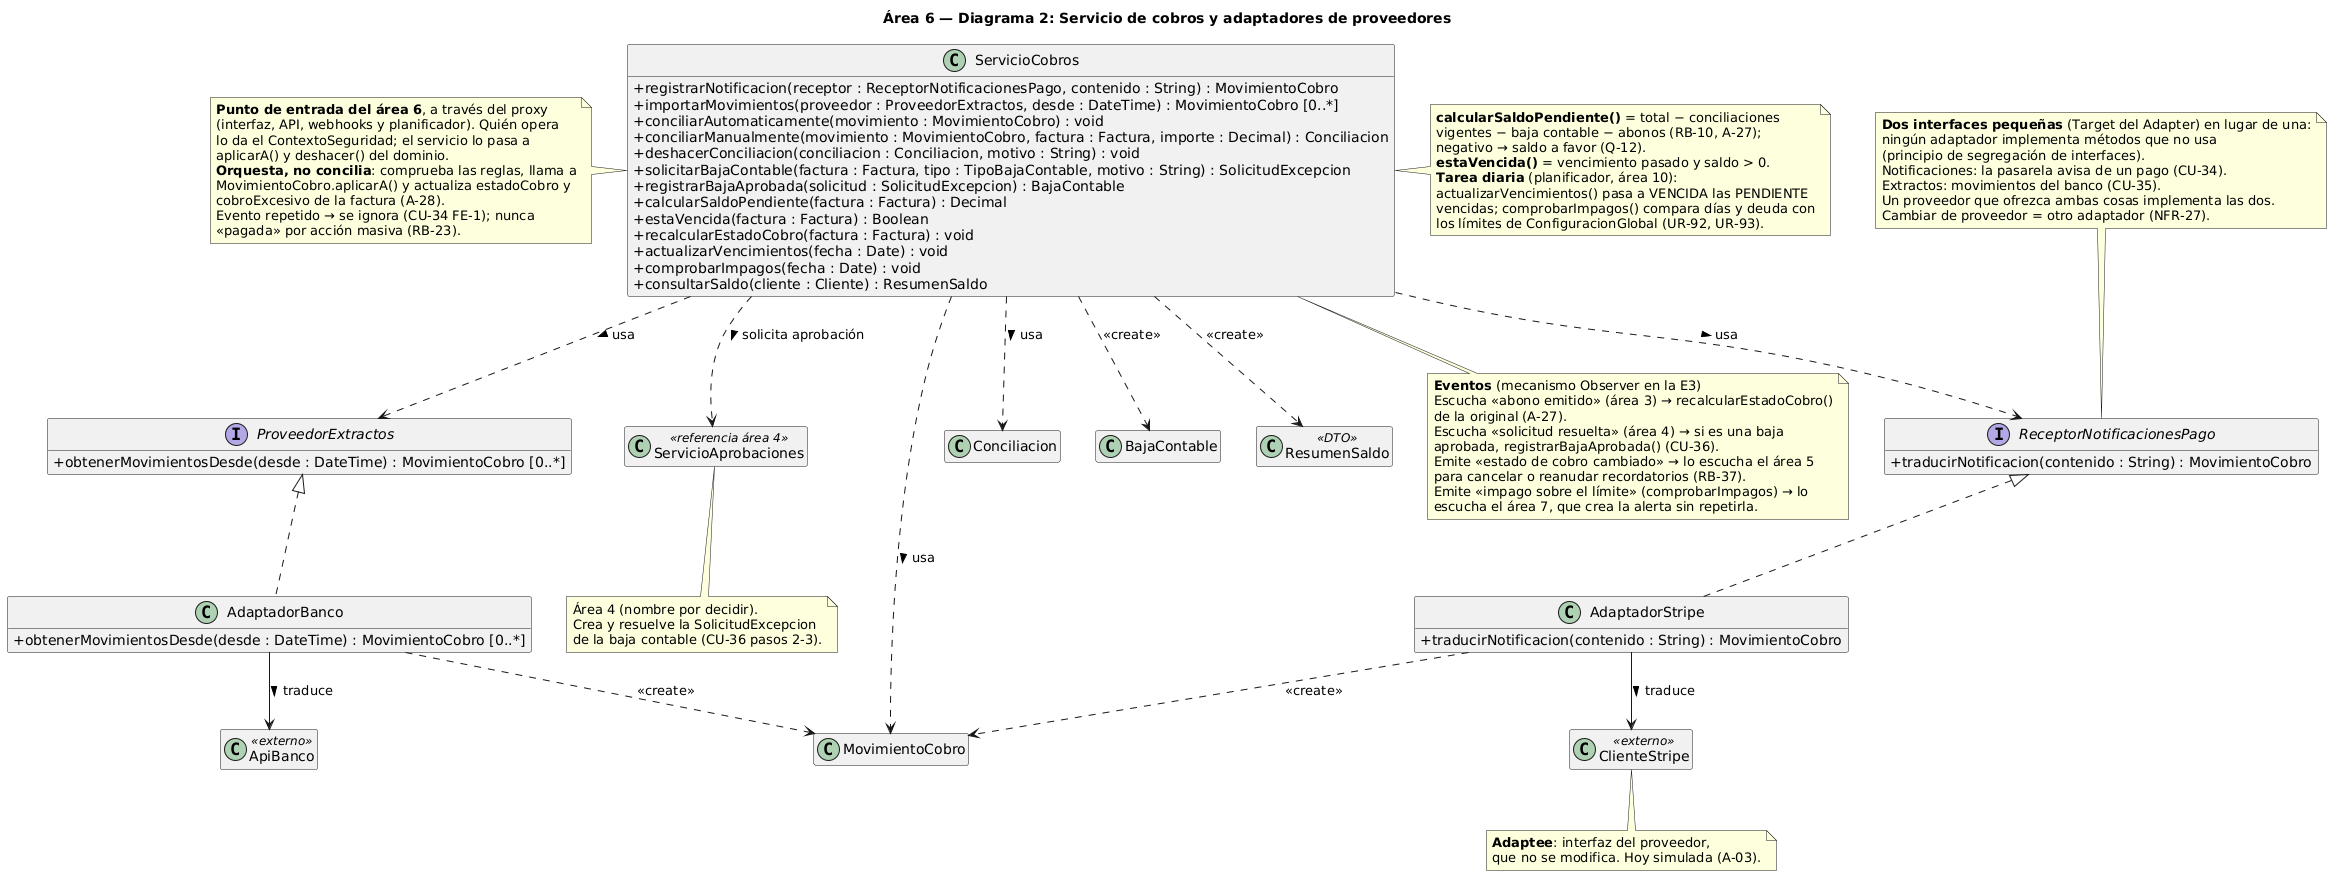 Área 6 — Diagrama 2: Servicio de cobros y adaptadores de proveedores
ServicioCobros
+registrarNotificacion(receptor : ReceptorNotificacionesPago, contenido : String) : MovimientoCobro
+importarMovimientos(proveedor : ProveedorExtractos, desde : DateTime) : MovimientoCobro [0..*]
+conciliarAutomaticamente(movimiento : MovimientoCobro) : void
+conciliarManualmente(movimiento : MovimientoCobro, factura : Factura, importe : Decimal) : Conciliacion
+deshacerConciliacion(conciliacion : Conciliacion, motivo : String) : void
+solicitarBajaContable(factura : Factura, tipo : TipoBajaContable, motivo : String) : SolicitudExcepcion
+registrarBajaAprobada(solicitud : SolicitudExcepcion) : BajaContable
+calcularSaldoPendiente(factura : Factura) : Decimal
+estaVencida(factura : Factura) : Boolean
+recalcularEstadoCobro(factura : Factura) : void
+actualizarVencimientos(fecha : Date) : void
+comprobarImpagos(fecha : Date) : void
+consultarSaldo(cliente : Cliente) : ResumenSaldo
Punto de entrada del área 6, a través del proxy
(interfaz, API, webhooks y planificador). Quién opera
lo da el ContextoSeguridad; el servicio lo pasa a
aplicarA() y deshacer() del dominio.
Orquesta, no concilia: comprueba las reglas, llama a
MovimientoCobro.aplicarA() y actualiza estadoCobro y
cobroExcesivo de la factura (A-28).
Evento repetido → se ignora (CU-34 FE-1); nunca
«pagada» por acción masiva (RB-23).
calcularSaldoPendiente() = total − conciliaciones
vigentes − baja contable − abonos (RB-10, A-27);
negativo → saldo a favor (Q-12).
estaVencida() = vencimiento pasado y saldo > 0.
Tarea diaria (planificador, área 10):
actualizarVencimientos() pasa a VENCIDA las PENDIENTE
vencidas; comprobarImpagos() compara días y deuda con
los límites de ConfiguracionGlobal (UR-92, UR-93).
Dos interfaces pequeñas (Target del Adapter) en lugar de una:
ningún adaptador implementa métodos que no usa
(principio de segregación de interfaces).
Notificaciones: la pasarela avisa de un pago (CU-34).
Extractos: movimientos del banco (CU-35).
Un proveedor que ofrezca ambas cosas implementa las dos.
Cambiar de proveedor = otro adaptador (NFR-27).
usa
solicita aprobación
usa
«create»
«create»
usa
ProveedorExtractos
+obtenerMovimientosDesde(desde : DateTime) : MovimientoCobro [0..*]
«referencia área 4»
ServicioAprobaciones
Conciliacion
BajaContable
«DTO»
ResumenSaldo
Eventos (mecanismo Observer en la E3)
Escucha «abono emitido» (área 3) → recalcularEstadoCobro()
de la original (A-27).
Escucha «solicitud resuelta» (área 4) → si es una baja
aprobada, registrarBajaAprobada() (CU-36).
Emite «estado de cobro cambiado» → lo escucha el área 5
para cancelar o reanudar recordatorios (RB-37).
Emite «impago sobre el límite» (comprobarImpagos) → lo
escucha el área 7, que crea la alerta sin repetirla.
ReceptorNotificacionesPago
+traducirNotificacion(contenido : String) : MovimientoCobro
usa
AdaptadorBanco
+obtenerMovimientosDesde(desde : DateTime) : MovimientoCobro [0..*]
Área 4 (nombre por decidir).
Crea y resuelve la SolicitudExcepcion
de la baja contable (CU-36 pasos 2-3).
AdaptadorStripe
+traducirNotificacion(contenido : String) : MovimientoCobro
traduce
«create»
«create»
traduce
«externo»
ApiBanco
MovimientoCobro
«externo»
ClienteStripe
Adaptee: interfaz del proveedor,
que no se modifica. Hoy simulada (A-03).